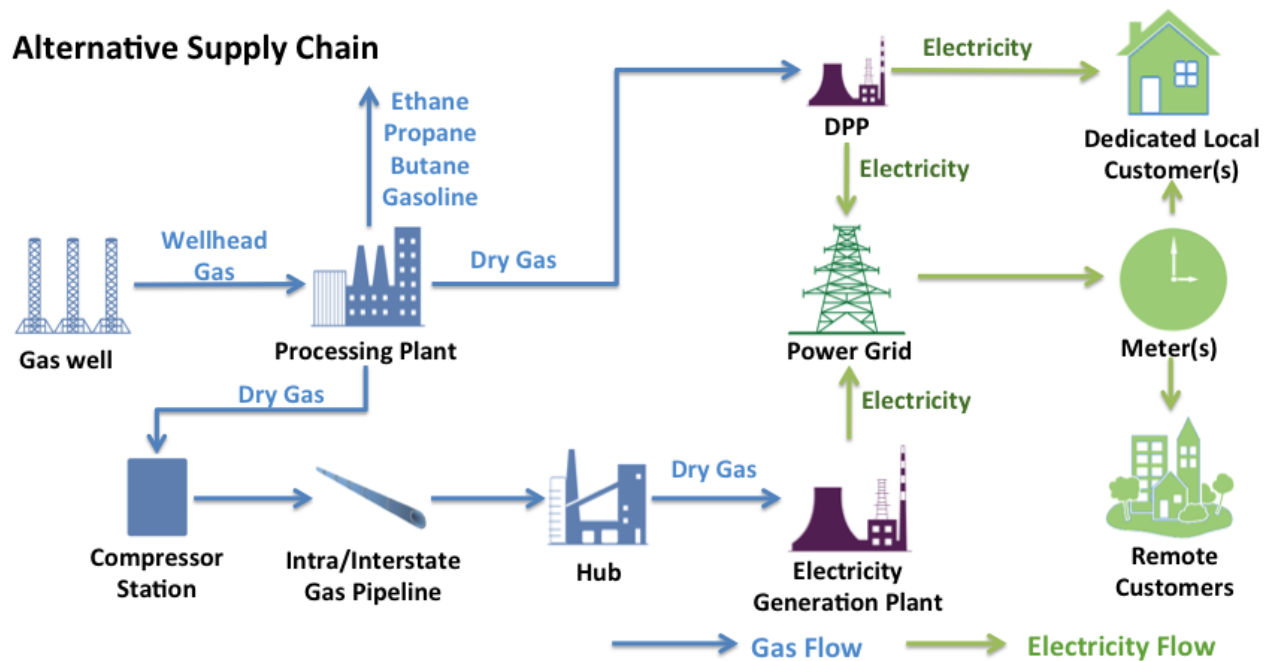 Alternative Supply Chain
Ethane
Propane
Butane
Gasoline
Wellhead
Gas
Gas well
Processing Plant
Dry Gas
DPP
Electricity
Dedicated Local
Customer(s)
Electricity
Power Grid
Meter(s)
Dry Gas
Electricity
Compressor
Station
Intra/Interstate
Gas Pipeline
Hub
Dry Gas
Electricity
Generation Plant
Remote
Customers
Gas Flow
Electricity Flow